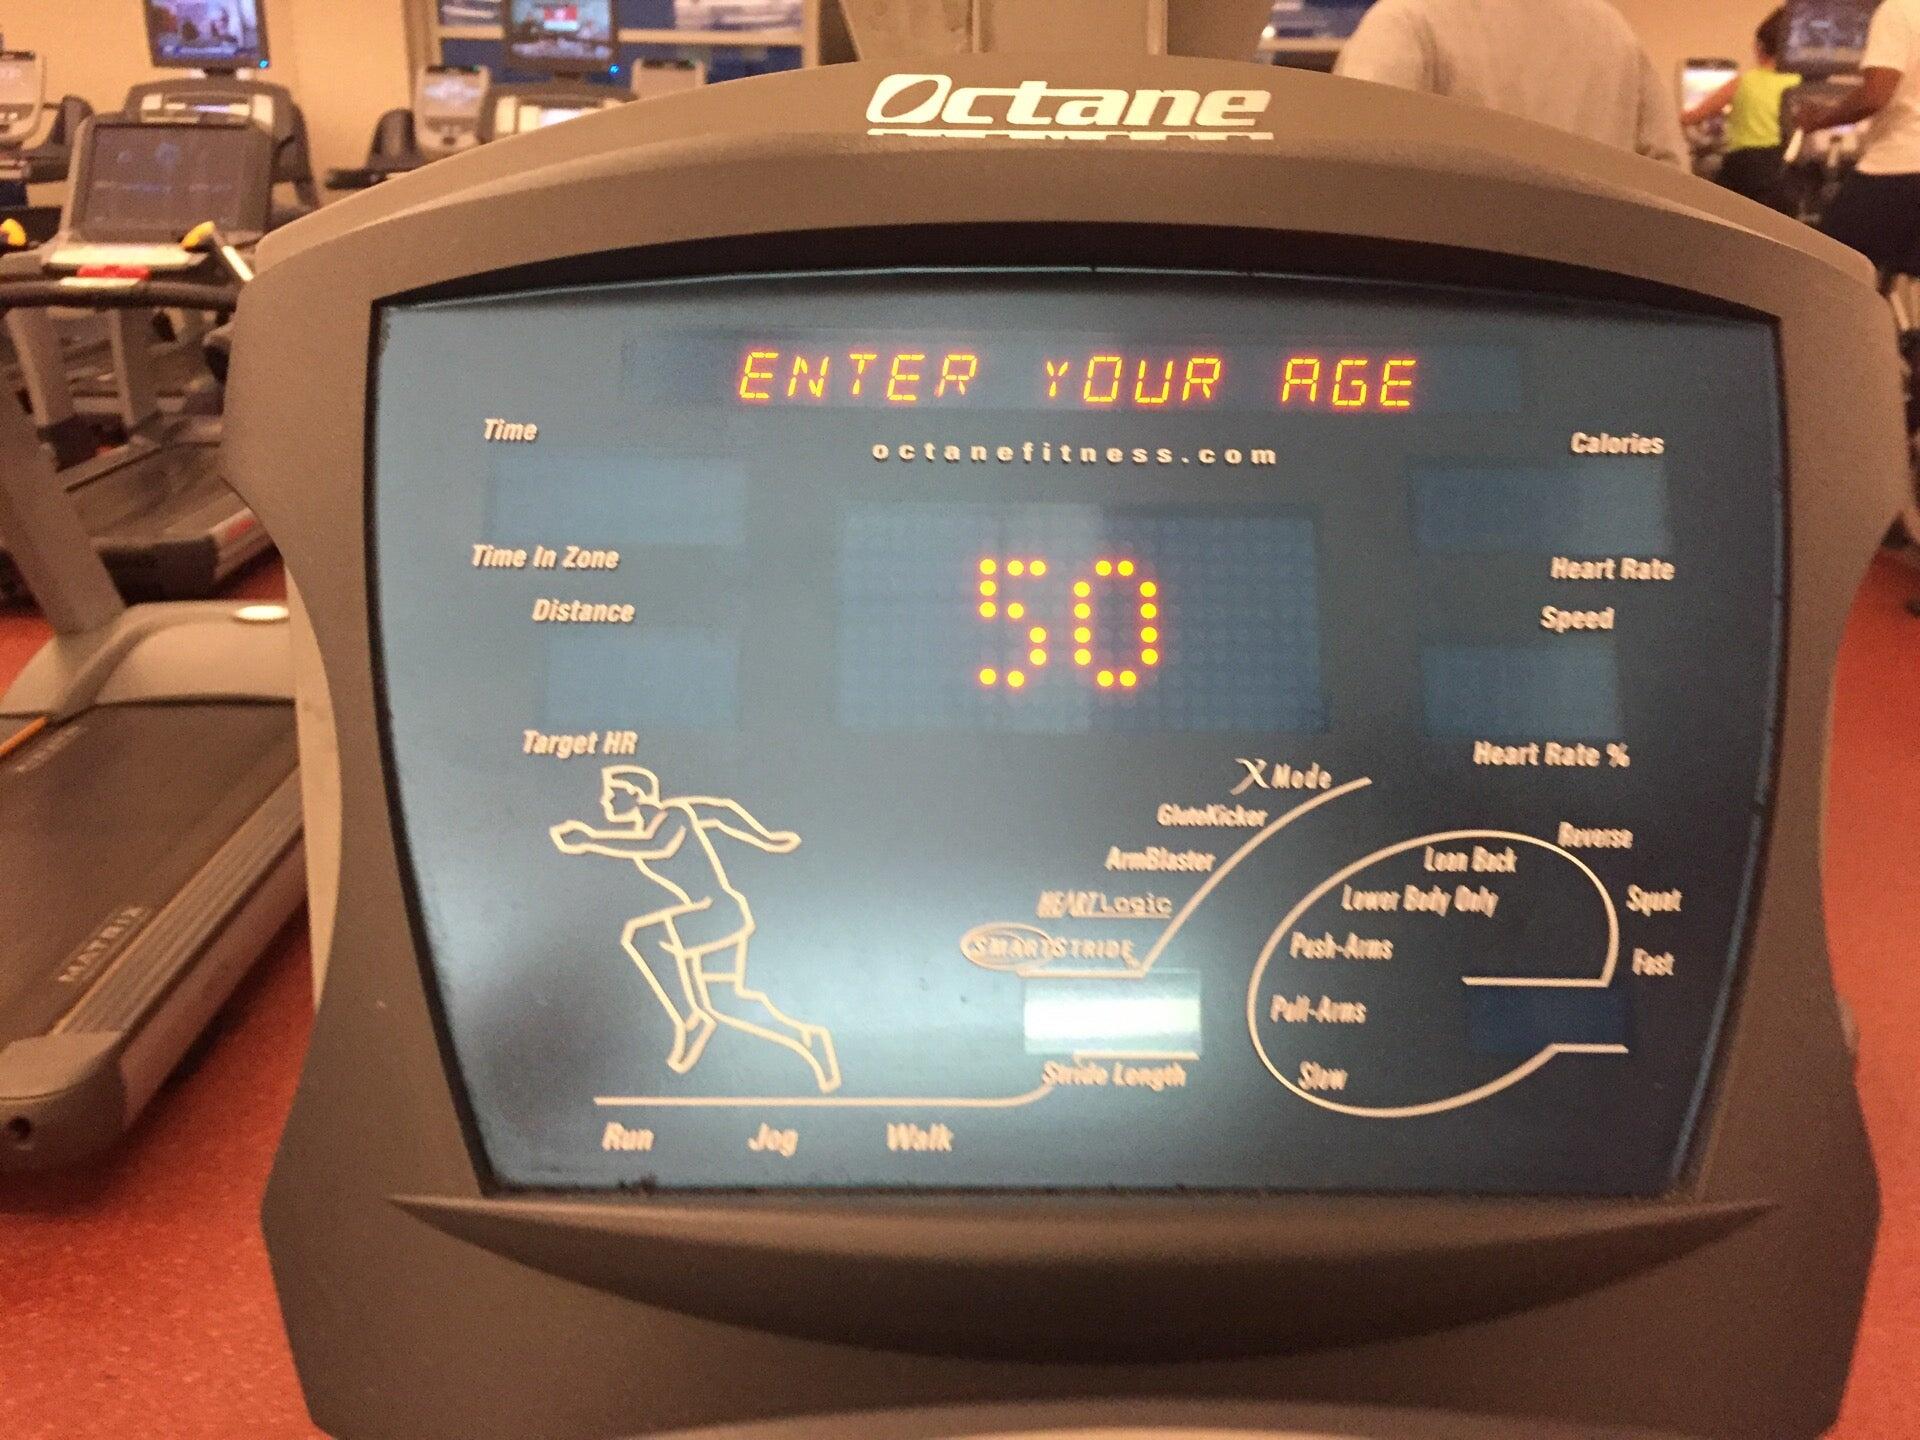 Octane
ENTER YOUR AGE
octanefitness.com
Time
Calories
50
Time In Zone
Heart Rate
Distance
Speed
Target HR
Heart Rate %
X Mode
GluteKicker
ArmBlaster
HEARTLogic
SMARTSTRIDE
Stride Length
Reverse
Lean Back
Lower Body Only
Squat
Push-Arms
Fast
Pull-Arms
Slow
Run Jog Walk
MATRIX